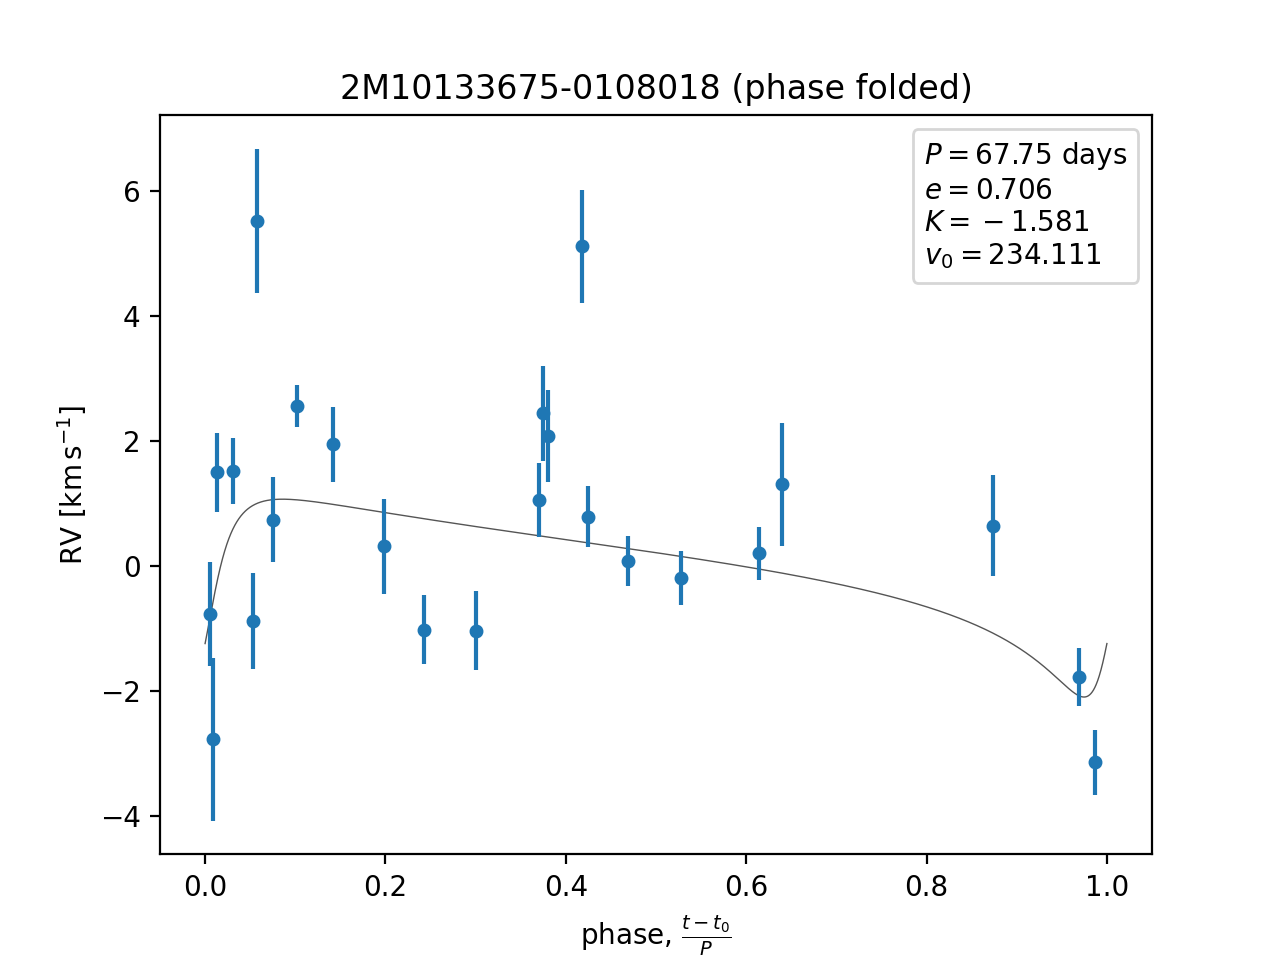 2M10133675-0108018 (phase folded)
P = 67.75 days
e = 0.706
K = −1.581
v₀ = 234.111
6
4
2
0
−2
−4
RV [km s⁻¹]
0.0 0.2 0.4 0.6 0.8 1.0
phase, (t − t₀)/P